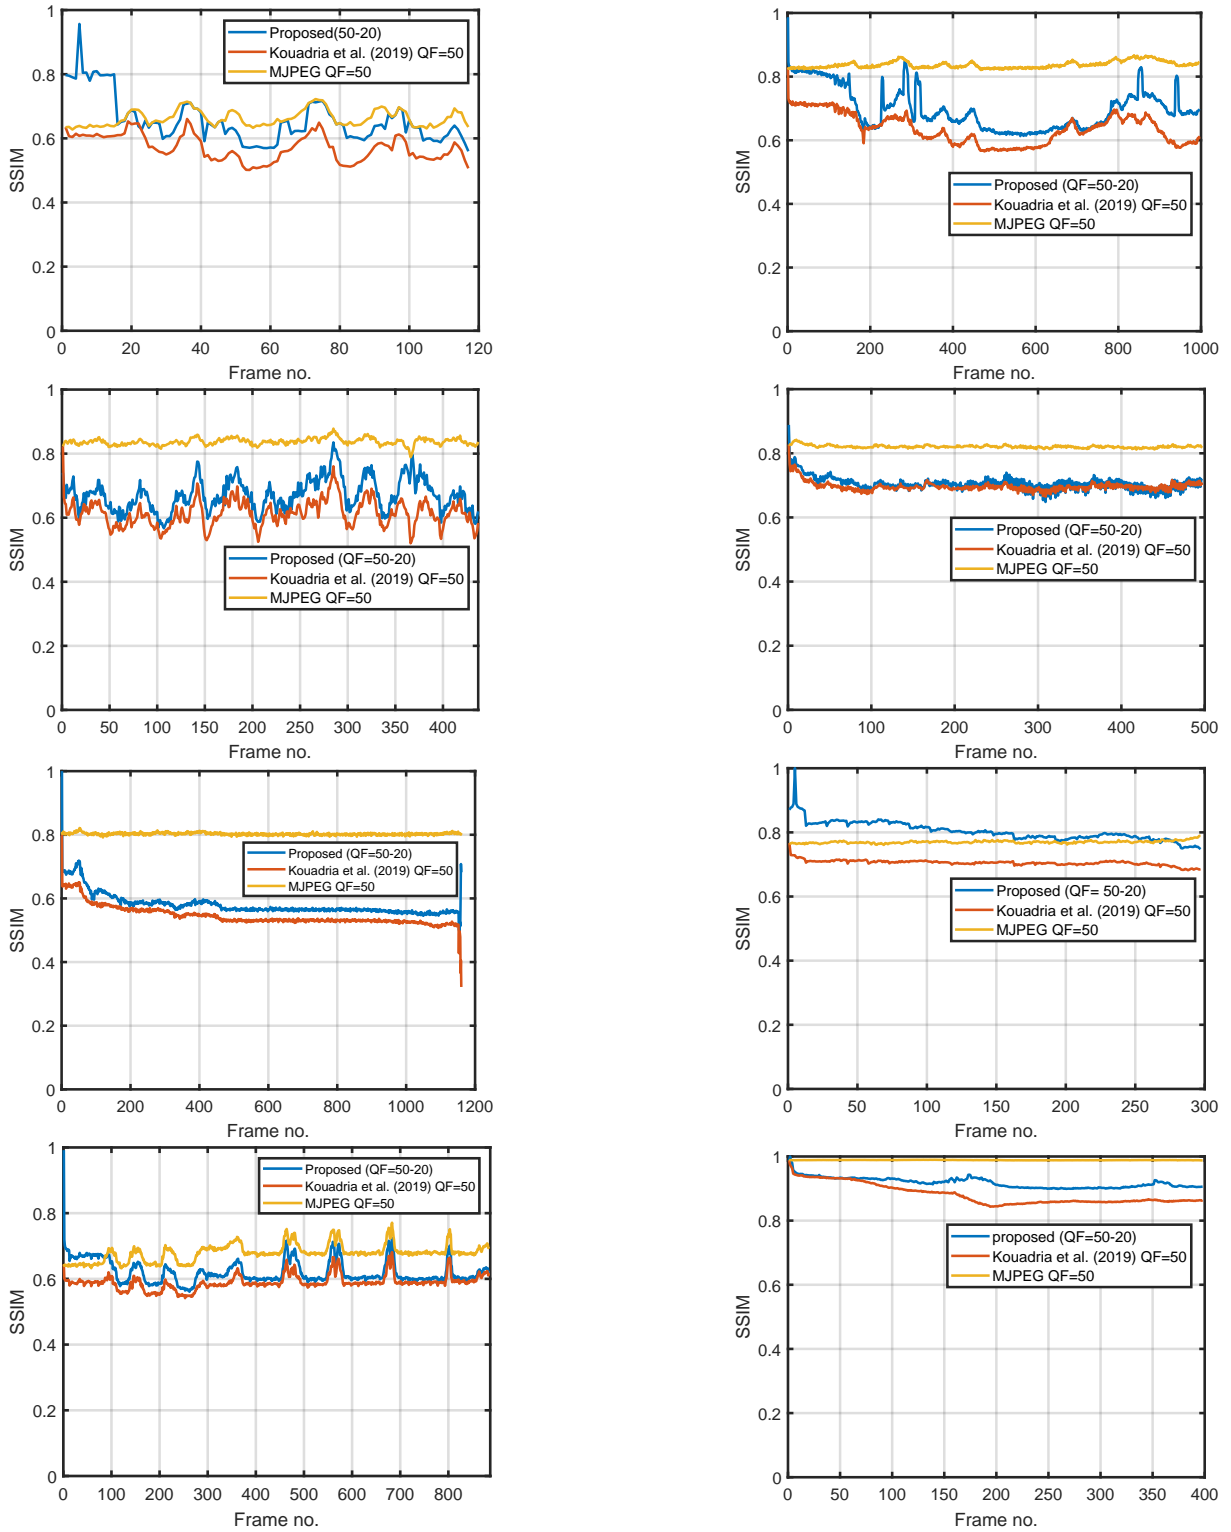 1
0.8
0.6
0.4
0.2
0
SSIM
Proposed(50-20)
Kouadria et al. (2019) QF=50
MJPEG QF=50
0 20 40 60 80 100 120
Frame no.
1
0.8
0.6
0.4
0.2
0
SSIM
Proposed (QF=50-20)
Kouadria et al. (2019) QF=50
MJPEG QF=50
0 200 400 600 800 1000
Frame no.
1
0.8
0.6
0.4
0.2
0
SSIM
Proposed (QF=50-20)
Kouadria et al. (2019) QF=50
MJPEG QF=50
0 50 100 150 200 250 300 350 400
Frame no.
1
0.8
0.6
0.4
0.2
0
SSIM
Proposed (QF=50-20)
Kouadria et al. (2019) QF=50
MJPEG QF=50
0 100 200 300 400 500
Frame no.
1
0.8
0.6
0.4
0.2
0
SSIM
Proposed (QF=50-20)
Kouadria et al. (2019) QF=50
MJPEG QF=50
0 200 400 600 800 1000 1200
Frame no.
1
0.8
0.6
0.4
0.2
0
SSIM
Proposed (QF= 50-20)
Kouadria et al. (2019) QF=50
MJPEG QF=50
0 50 100 150 200 250 300
Frame no.
1
0.8
0.6
0.4
0.2
0
SSIM
Proposed (QF=50-20)
Kouadria et al. (2019) QF=50
MJPEG QF=50
0 100 200 300 400 500 600 700 800
Frame no.
1
0.8
0.6
0.4
0.2
0
SSIM
proposed (QF=50-20)
Kouadria et al. (2019) QF=50
MJPEG QF=50
0 50 100 150 200 250 300 350 400
Frame no.